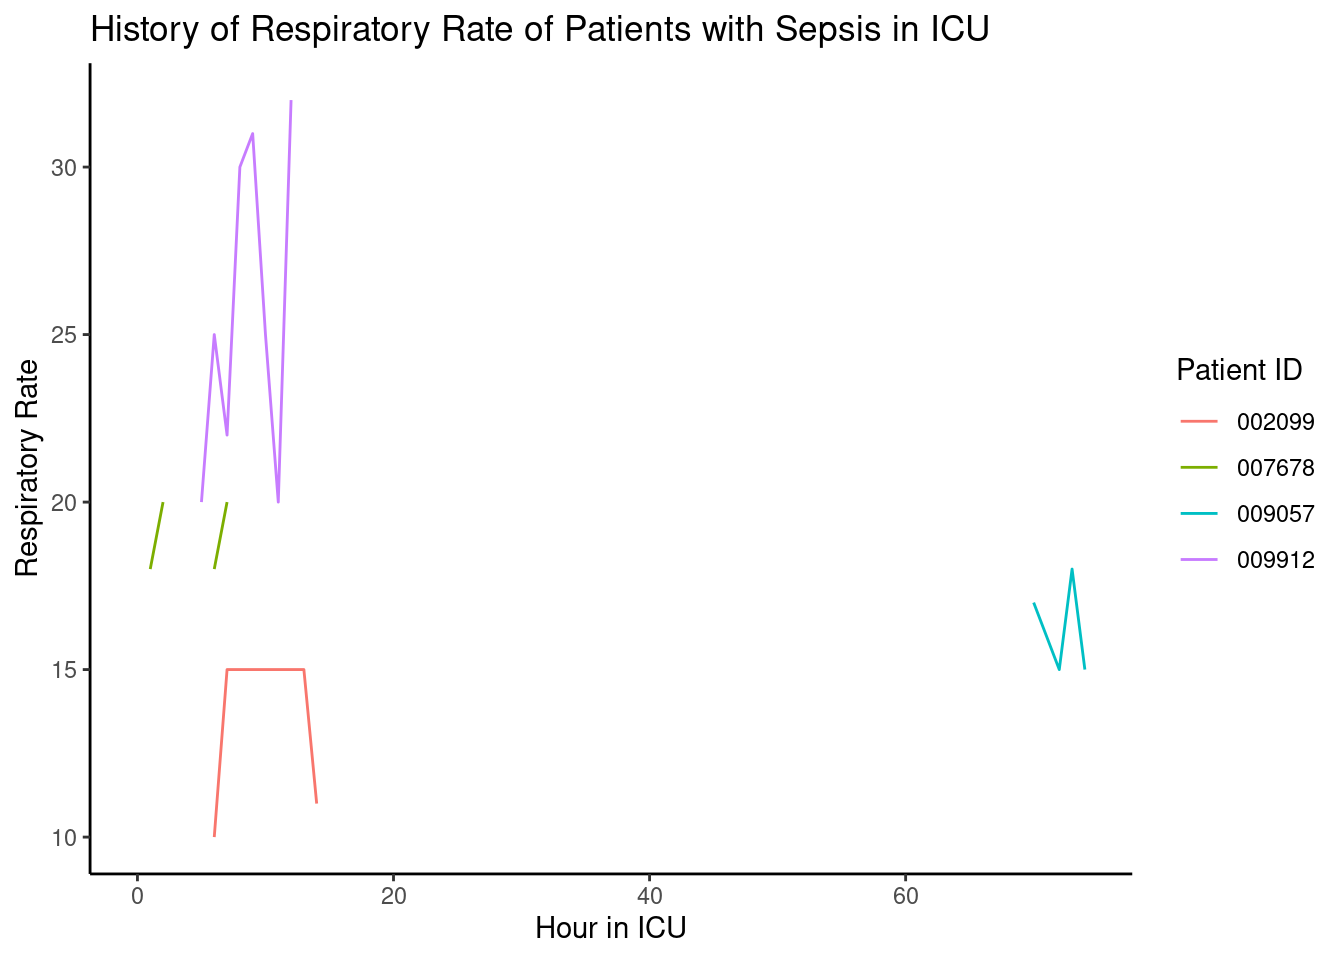 History of Respiratory Rate of Patients with Sepsis in ICU
30
25
20
15
10
Respiratory Rate
0 20 40 60
Hour in ICU
Patient ID
002099
007678
009057
009912